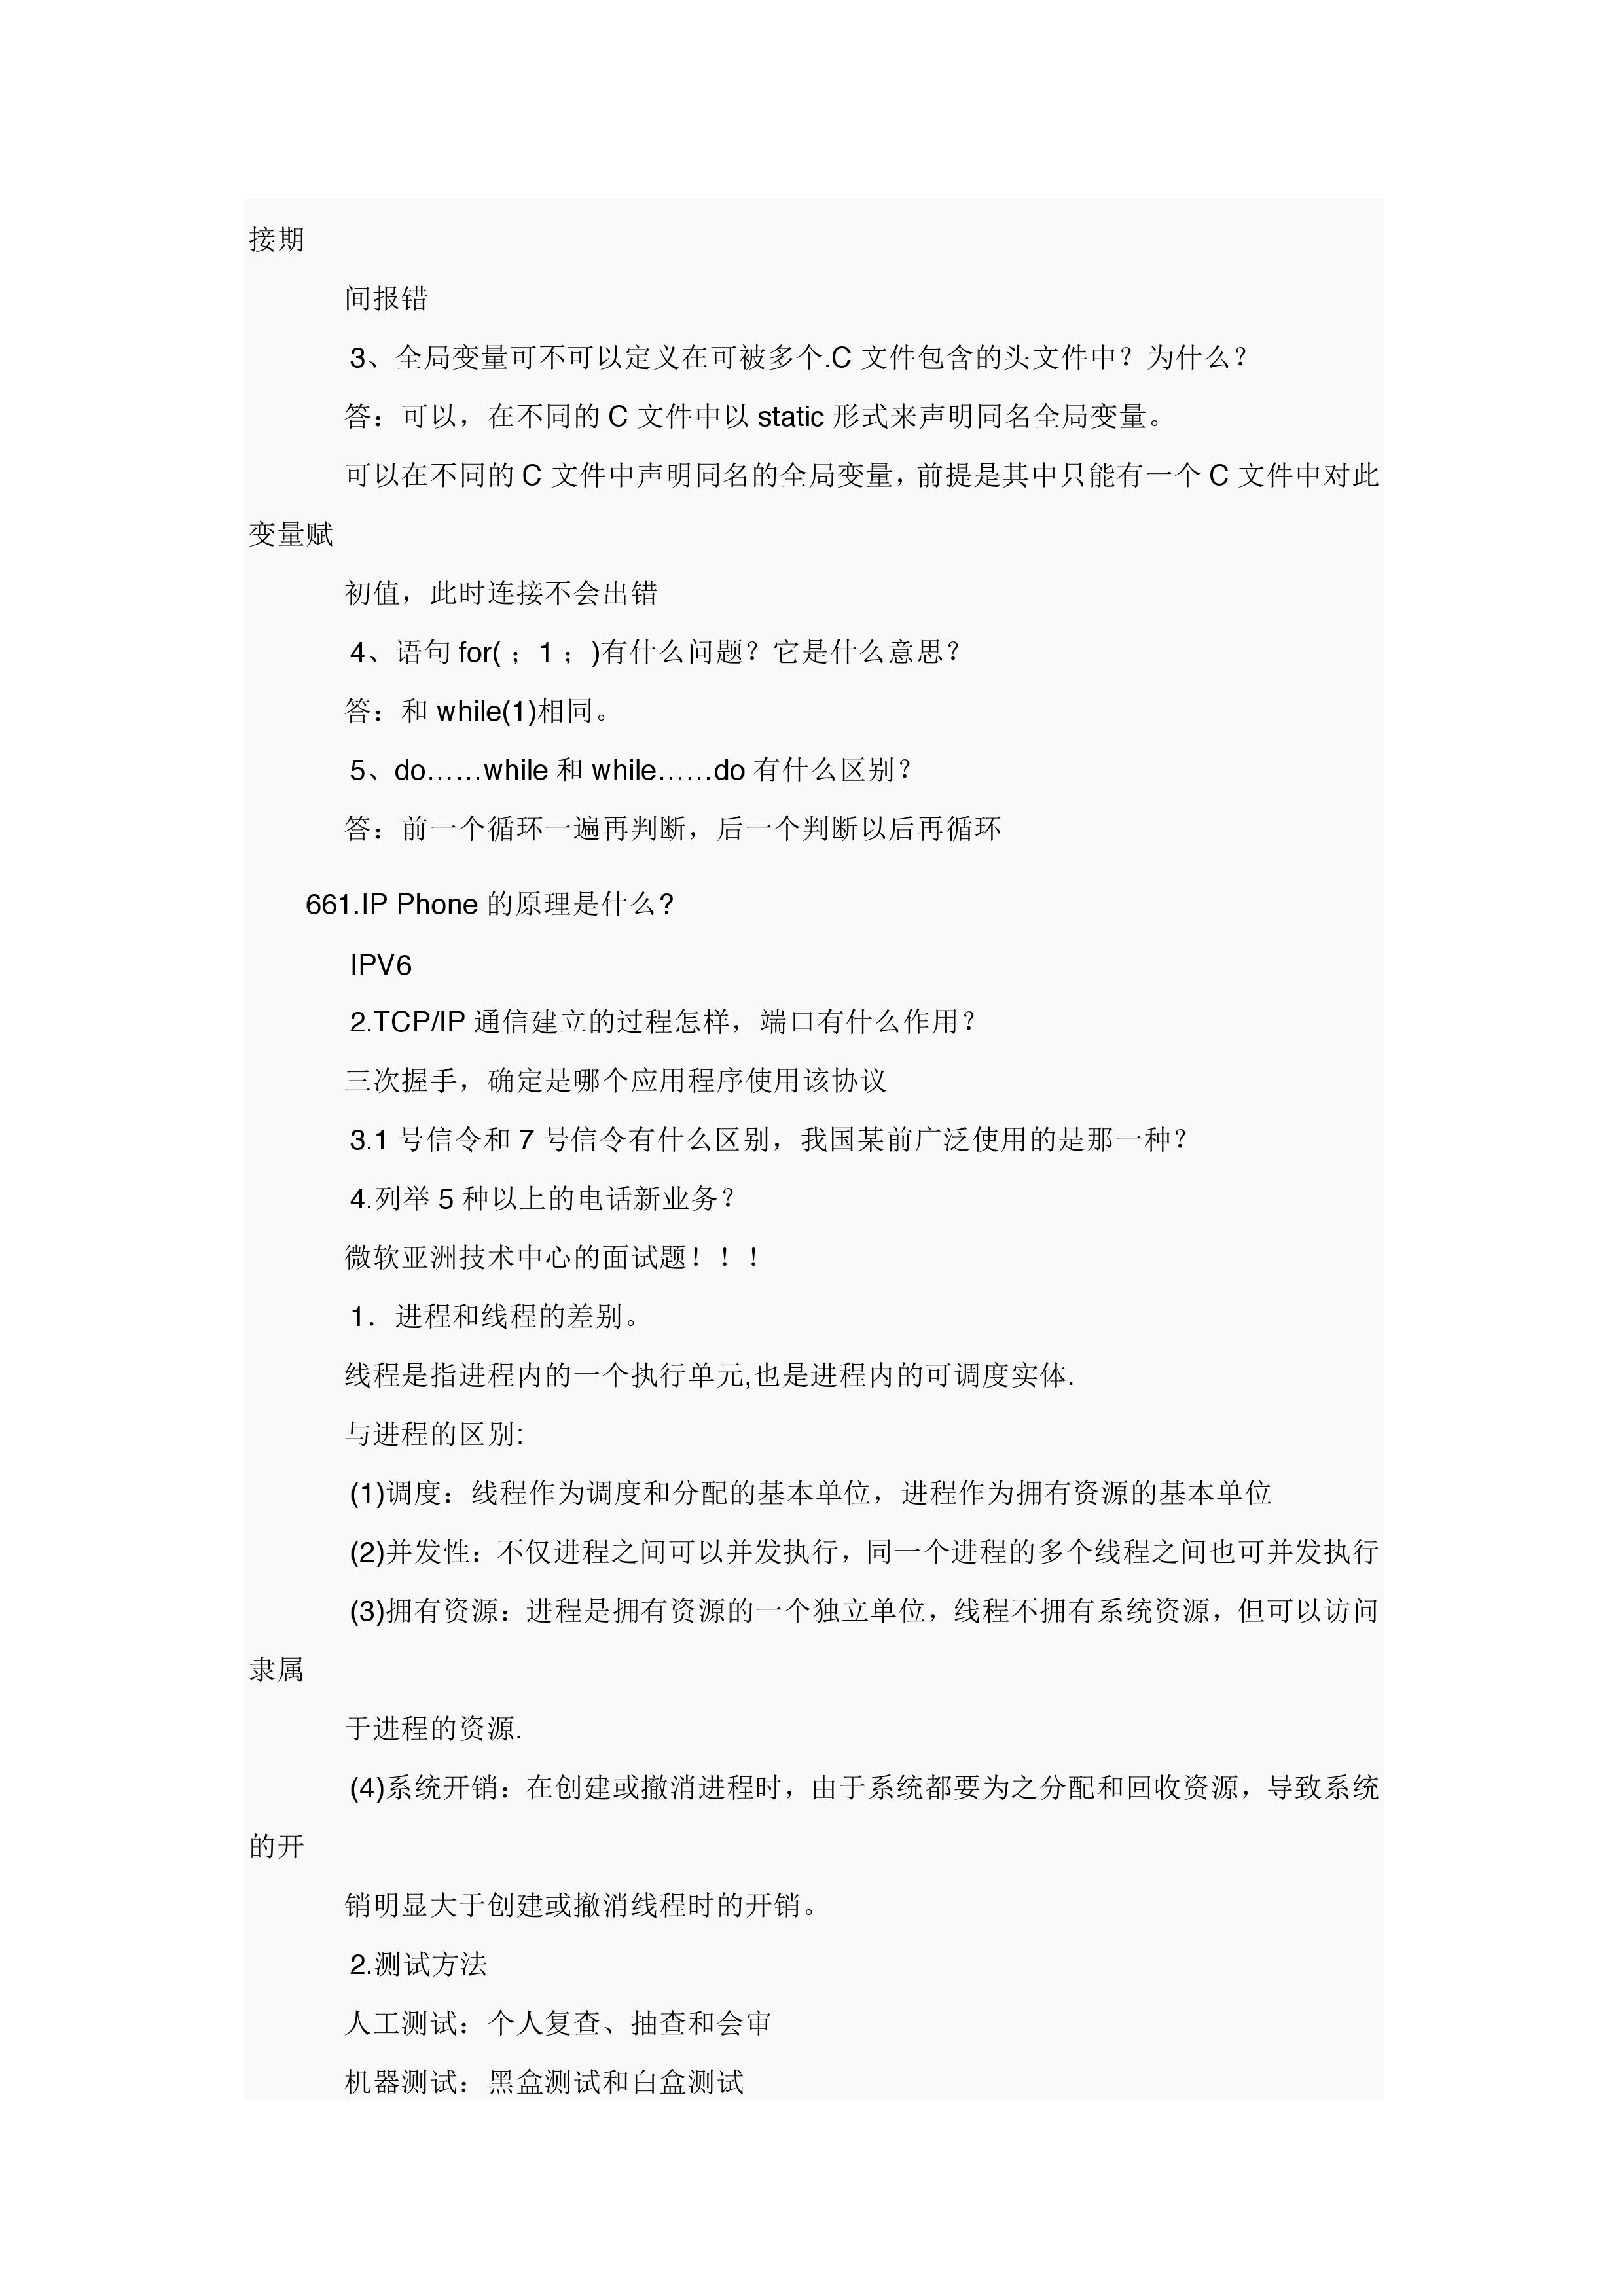 接期
间报错
3、全局变量可不可以定义在可被多个.C 文件包含的头文件中？为什么？
答：可以，在不同的 C 文件中以 static 形式来声明同名全局变量。
可以在不同的 C 文件中声明同名的全局变量，前提是其中只能有一个 C 文件中对此
变量赋
初值，此时连接不会出错
4、语句 for( ；1 ；)有什么问题？它是什么意思？
答：和 while(1)相同。
5、do……while 和 while……do 有什么区别？
答：前一个循环一遍再判断，后一个判断以后再循环
661.IP Phone 的原理是什么?
IPV6
2.TCP/IP 通信建立的过程怎样，端口有什么作用？
三次握手，确定是哪个应用程序使用该协议
3.1 号信令和 7 号信令有什么区别，我国某前广泛使用的是那一种？
4.列举 5 种以上的电话新业务？
微软亚洲技术中心的面试题！！！
1．进程和线程的差别。
线程是指进程内的一个执行单元,也是进程内的可调度实体.
与进程的区别:
(1)调度：线程作为调度和分配的基本单位，进程作为拥有资源的基本单位
(2)并发性：不仅进程之间可以并发执行，同一个进程的多个线程之间也可并发执行
(3)拥有资源：进程是拥有资源的一个独立单位，线程不拥有系统资源，但可以访问
隶属
于进程的资源.
(4)系统开销：在创建或撤消进程时，由于系统都要为之分配和回收资源，导致系统
的开
销明显大于创建或撤消线程时的开销。
2.测试方法
人工测试：个人复查、抽查和会审
机器测试：黑盒测试和白盒测试